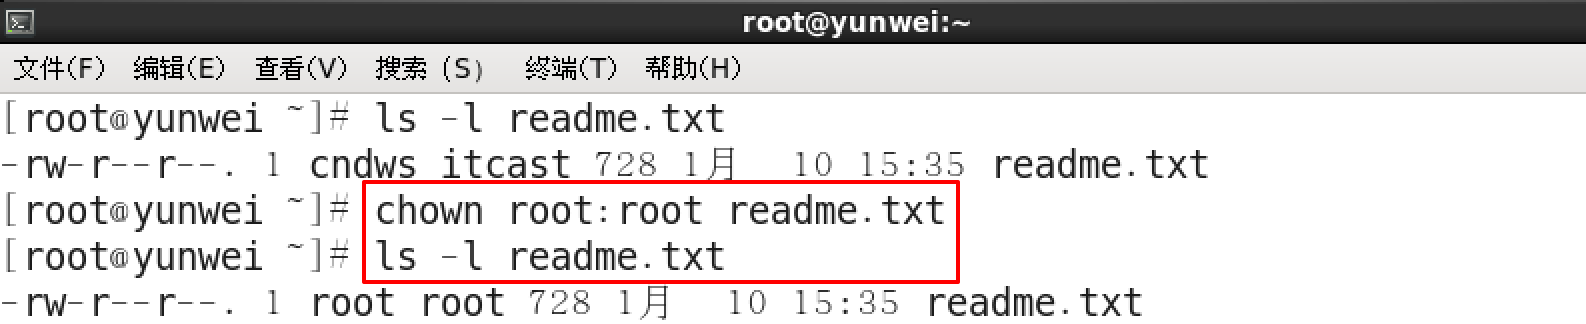 root@yunwei:~
文件(F) 编辑(E) 查看(V) 搜索 (S) 终端(T) 帮助(H)
[root@yunwei ~]# ls -l readme.txt
-rw-r--r--. 1 cndws itcast 728 1月  10 15:35 readme.txt
[root@yunwei ~]# chown root:root readme.txt
[root@yunwei ~]# ls -l readme.txt
-rw-r--r--. 1 root root 728 1月  10 15:35 readme.txt